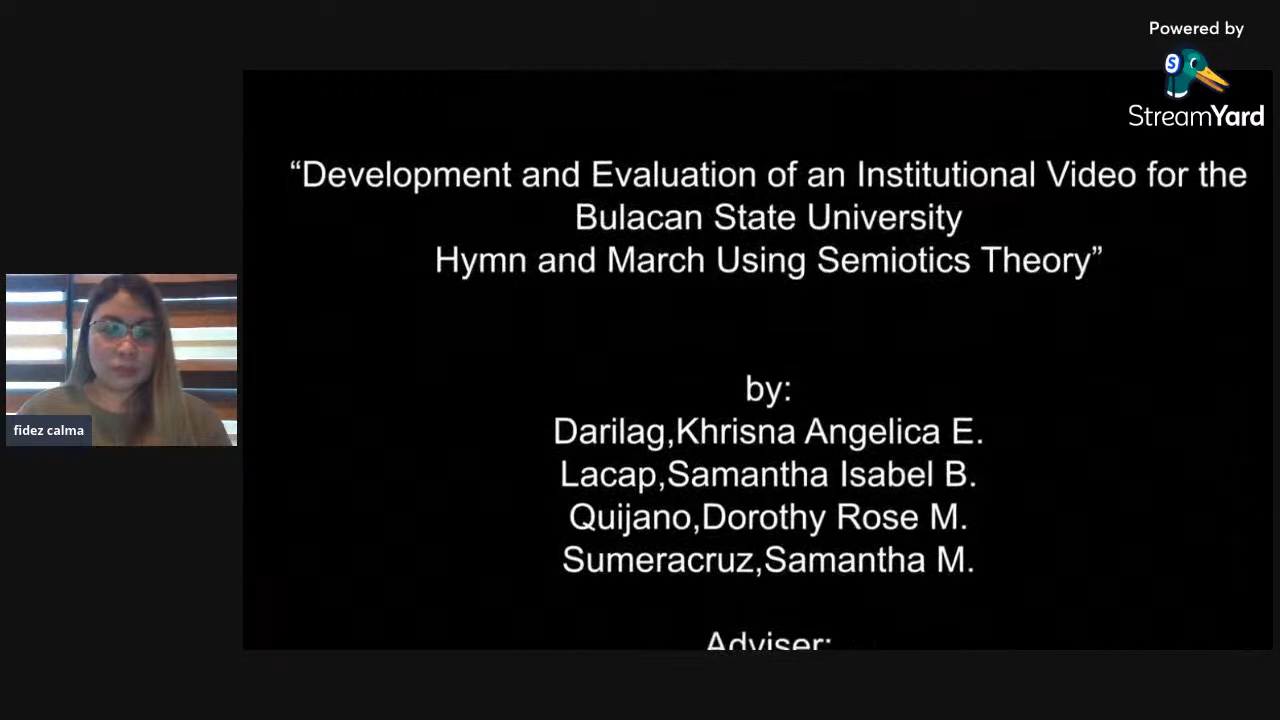 Powered by
S
StreamYard
“Development and Evaluation of an Institutional Video for the
Bulacan State University
Hymn and March Using Semiotics Theory”
by:
Darilag,Khrisna Angelica E.
Lacap,Samantha Isabel B.
Quijano,Dorothy Rose M.
Sumeracruz,Samantha M.
Adviser:
fidez calma